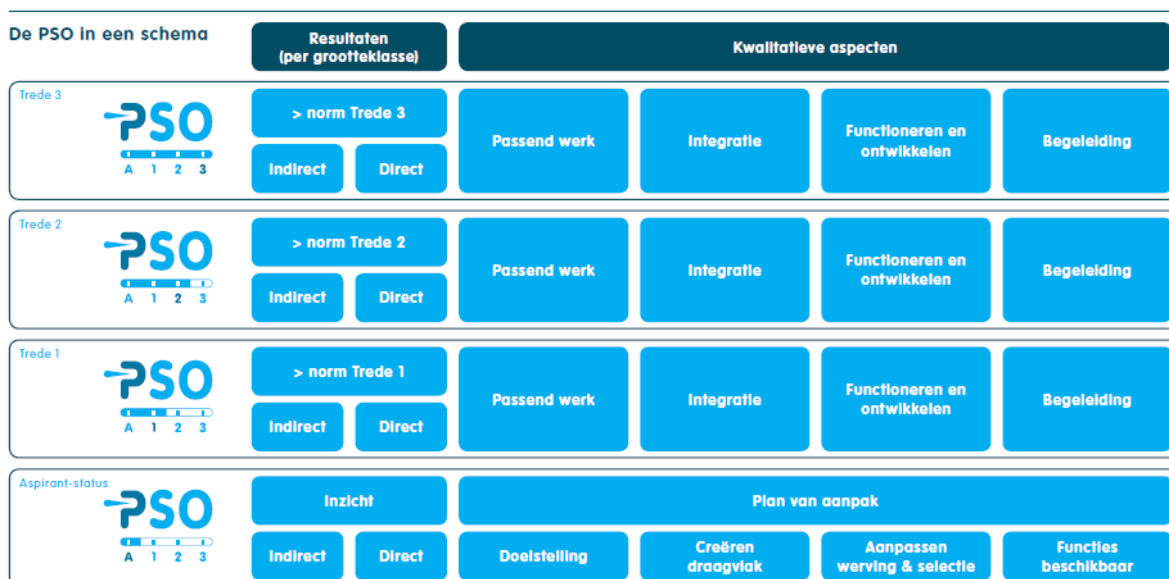 De PSO in een schema
Resultaten
(per grootteklasse)
Kwalitatieve aspecten
Trede 3
PSO
A 1 2 3
> norm Trede 3
Indirect
Direct
Passend werk
Integratie
Functioneren en
ontwikkelen
Begeleiding
Trede 2
PSO
A 1 2 3
> norm Trede 2
Indirect
Direct
Passend werk
Integratie
Functioneren en
ontwikkelen
Begeleiding
Trede 1
PSO
A 1 2 3
> norm Trede 1
Indirect
Direct
Passend werk
Integratie
Functioneren en
ontwikkelen
Begeleiding
Aspirant-status
PSO
A 1 2 3
Inzicht
Indirect
Direct
Plan van aanpak
Doelstelling
Creëren
draagvlak
Aanpassen
werving & selectie
Functies
beschikbaar